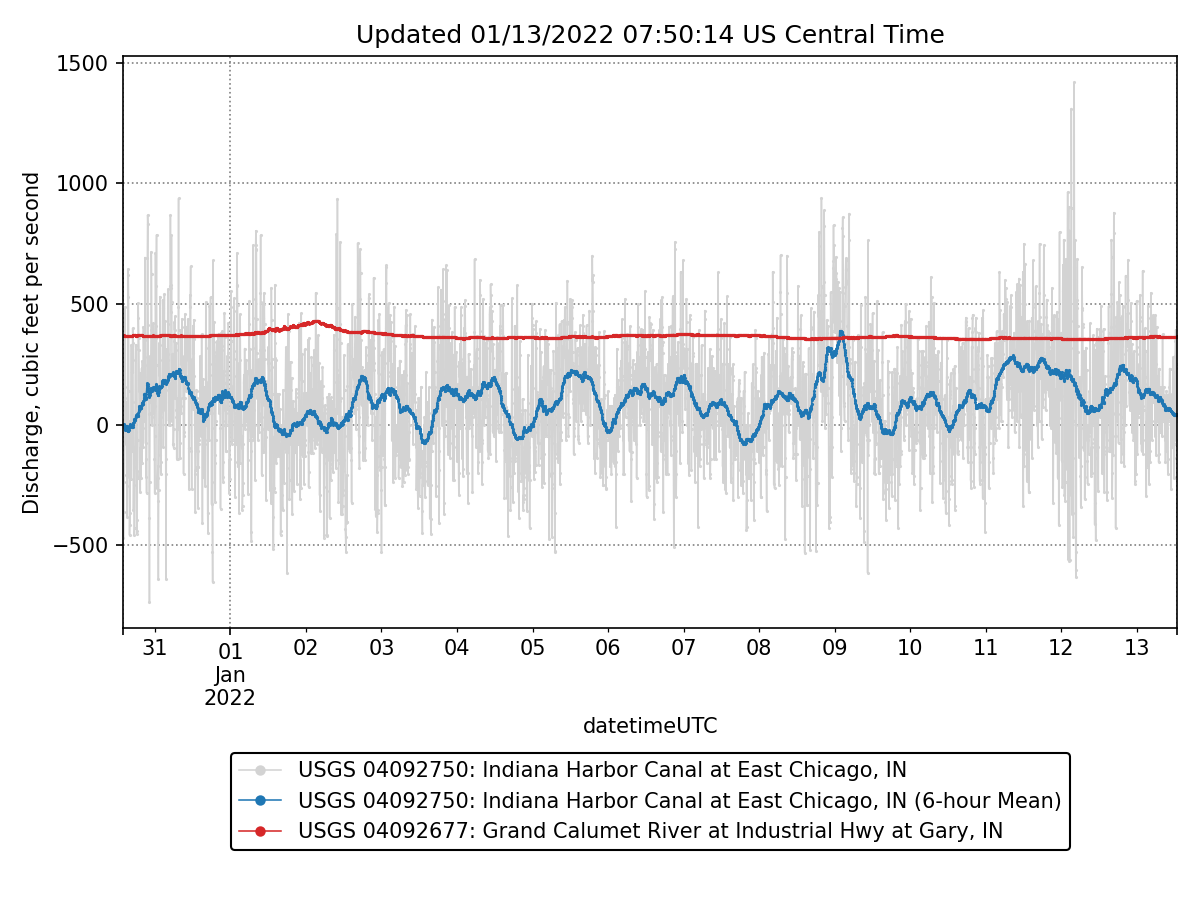 Updated 01/13/2022 07:50:14 US Central Time
Discharge, cubic feet per second
1500
1000
500
0
−500
31 01 02 03 04 05 06 07 08 09 10 11 12 13
Jan
2022
datetimeUTC
USGS 04092750: Indiana Harbor Canal at East Chicago, IN
USGS 04092750: Indiana Harbor Canal at East Chicago, IN (6-hour Mean)
USGS 04092677: Grand Calumet River at Industrial Hwy at Gary, IN